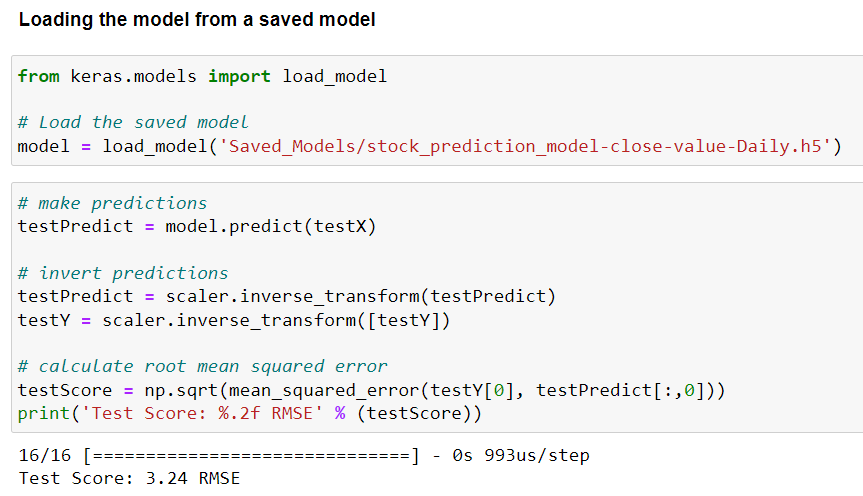 Loading the model from a saved model
from keras.models import load_model
# Load the saved model
model = load_model('Saved_Models/stock_prediction_model-close-value-Daily.h5')
# make predictions
testPredict = model.predict(testX)
# invert predictions
testPredict = scaler.inverse_transform(testPredict)
testY = scaler.inverse_transform([testY])
# calculate root mean squared error
testScore = np.sqrt(mean_squared_error(testY[0], testPredict[:,0]))
print('Test Score: %.2f RMSE' % (testScore))
16/16 [==============================] - 0s 993us/step
Test Score: 3.24 RMSE